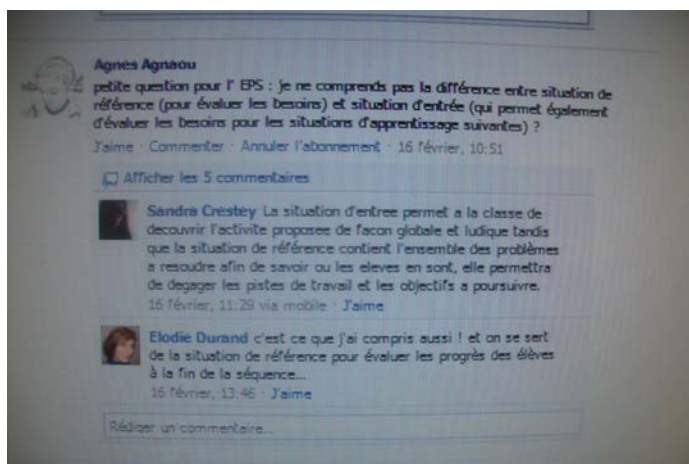 Agnès Agnaou
petite question pour l' EPS : je ne comprends pas la différence entre situation de
référence (pour évaluer les besoins) et situation d'entrée (qui permet également
d'évaluer les besoins pour les situations d'apprentissage suivantes) ?
J'aime · Commenter · Annuler l'abonnement · 16 février, 10:51
Afficher les 5 commentaires
Sandra Crestey La situation d'entree permet a la classe de
decouvrir l'activite proposee de facon globale et ludique tandis
que la situation de référence contient l'ensemble des problèmes
a resoudre afin de savoir ou les eleves en sont, elle permettra
de degager les pistes de travail et les objectifs a poursuivre.
16 février, 11:29 via mobile · J'aime
Elodie Durand c'est ce que j'ai compris aussi ! et on se sert
de la situation de référence pour évaluer les progrès des élèves
à la fin de la séquence...
16 février, 13:46 · J'aime
Rédiger un commentaire...